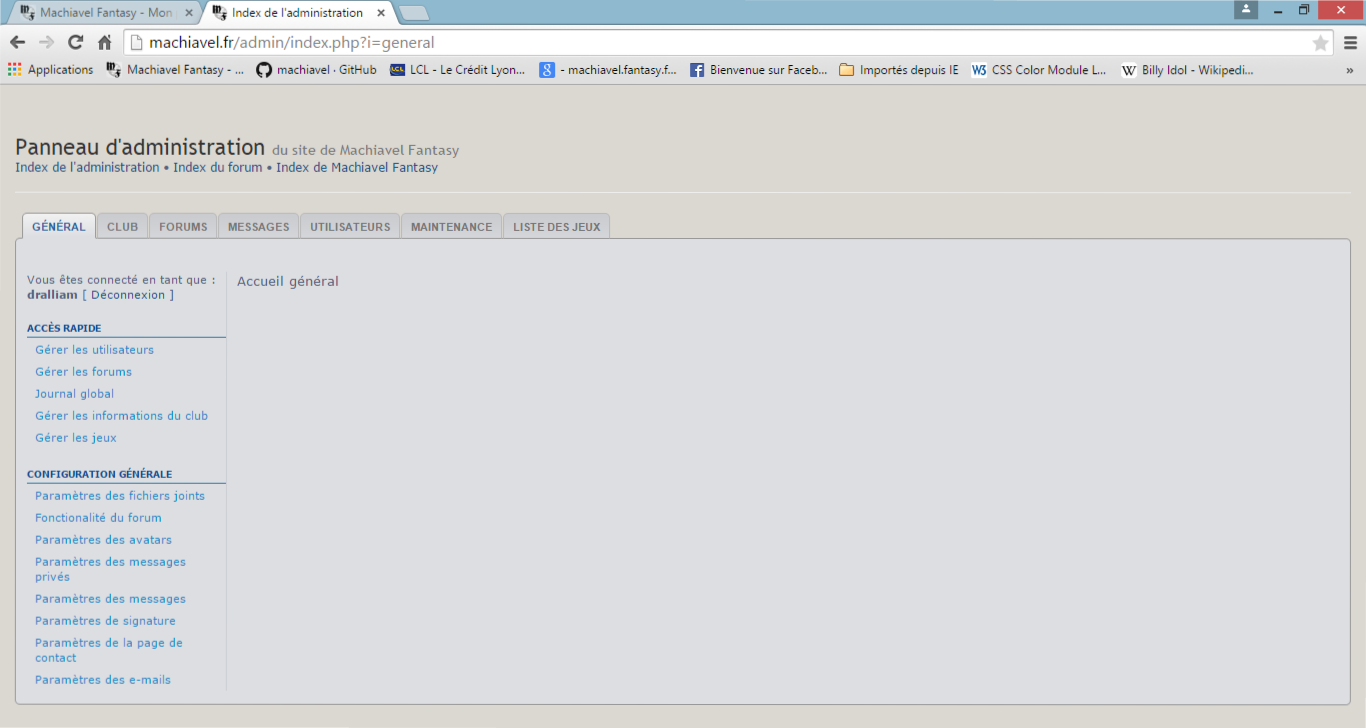 Machiavel Fantasy - Mon
Index de l'administration
machiavel.fr/admin/index.php?i=general
Applications Machiavel Fantasy - ... machiavel · GitHub LCL - Le Crédit Lyon... - machiavel.fantasy.f... Bienvenue sur Faceb... Importés depuis IE CSS Color Module L... Billy Idol - Wikipedi... »
Panneau d'administration du site de Machiavel Fantasy
Index de l'administration • Index du forum • Index de Machiavel Fantasy
GÉNÉRAL CLUB FORUMS MESSAGES UTILISATEURS MAINTENANCE LISTE DES JEUX
Vous êtes connecté en tant que :
dralliam [ Déconnexion ]
ACCÈS RAPIDE
Gérer les utilisateurs
Gérer les forums
Journal global
Gérer les informations du club
Gérer les jeux
CONFIGURATION GÉNÉRALE
Paramètres des fichiers joints
Fonctionalité du forum
Paramètres des avatars
Paramètres des messages
privés
Paramètres des messages
Paramètres de signature
Paramètres de la page de
contact
Paramètres des e-mails
Accueil général